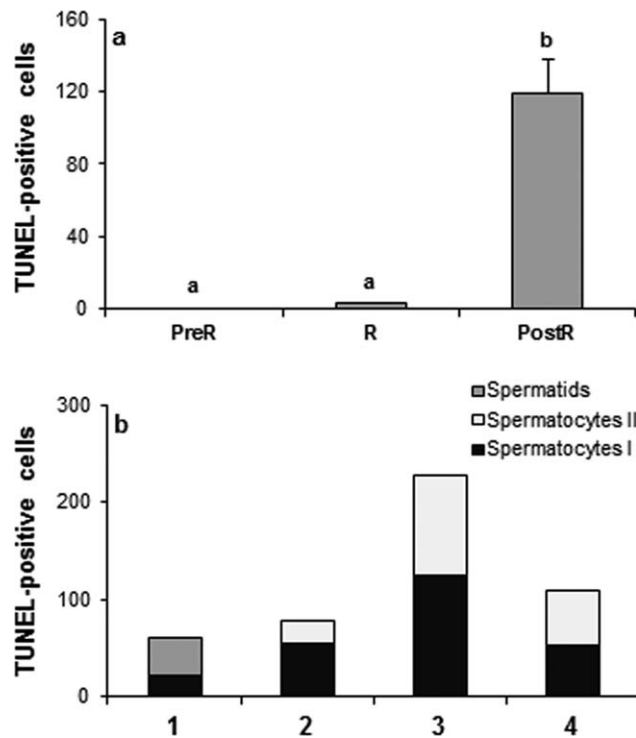 a
TUNEL-positive cells
160
120
80
40
0
a
a
b
PreR
R
PostR
b
TUNEL-positive cells
300
200
100
0
Spermatids
Spermatocytes II
Spermatocytes I
1
2
3
4